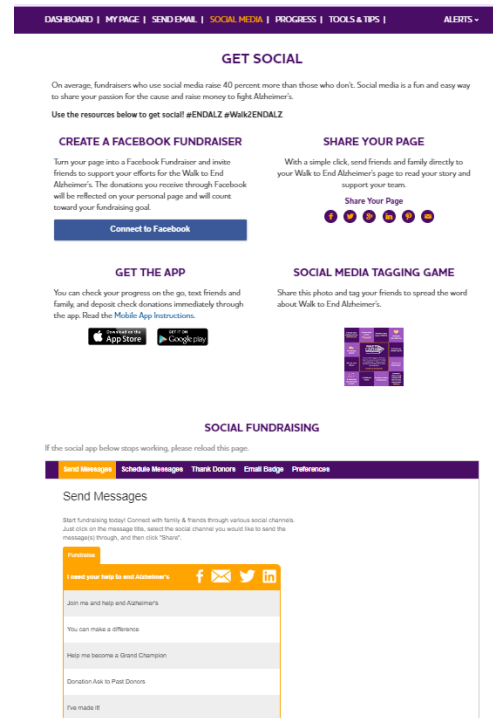 DASHBOARD | MY PAGE | SEND EMAIL | SOCIAL MEDIA | PROGRESS | TOOLS & TIPS | ALERTS
GET SOCIAL
On average, fundraisers who use social media raise 40 percent more than those who don't. Social media is a fun and easy way
to share your passion for the cause and raise money to fight Alzheimer's.
Use the resources below to get social! #ENDALZ #Walk2ENDALZ
CREATE A FACEBOOK FUNDRAISER
Turn your page into a Facebook Fundraiser and invite
friends to support your efforts for the Walk to End
Alzheimer's. The donations you receive through Facebook
will be reflected on your personal page and will count
toward your fundraising goal.
Connect to Facebook
SHARE YOUR PAGE
With a simple click, send friends and family directly to
your Walk to End Alzheimer's page to read your story and
support your team.
Share Your Page
GET THE APP
You can check your progress on the go, text friends and
family, and deposit check donations immediately through
the app. Read the Mobile App Instructions.
Download on the
App Store
GET IT ON
Google play
SOCIAL MEDIA TAGGING GAME
Share this photo and tag your friends to spread the word
about Walk to End Alzheimer's.
SOCIAL FUNDRAISING
If the social app below stops working, please reload this page.
Send Messages Schedule Messages Thank Donors Email Badge Preferences
Send Messages
Start fundraising today! Connect with family & friends through various social channels.
Just click on the message title, select the social channel you would like to send the
message(s) through, and then click "Share".
Fundraise
I need your help to end Alzheimer's
Join me and help end Alzheimer's
You can make a difference
Help me become a Grand Champion
Donation Ask to Past Donors
I've made it!